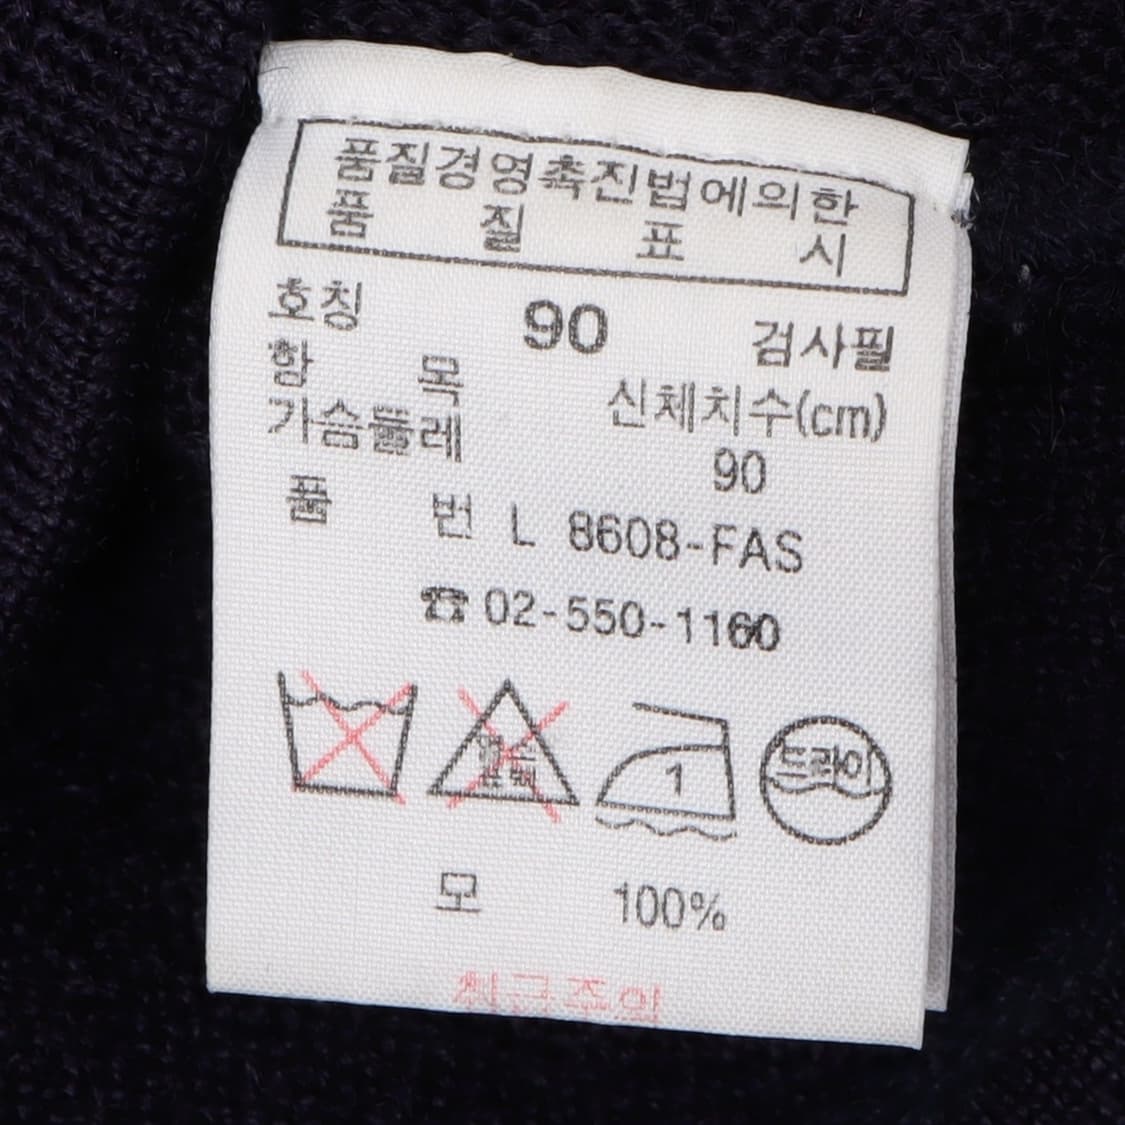 품질경영촉진법에의한
품 질 표 시
호칭 90 검사필
항 목 신체치수(cm)
가슴둘레 90
품 번 L 8608-FAS
☎ 02-550-1160
1 드라이
모 100%